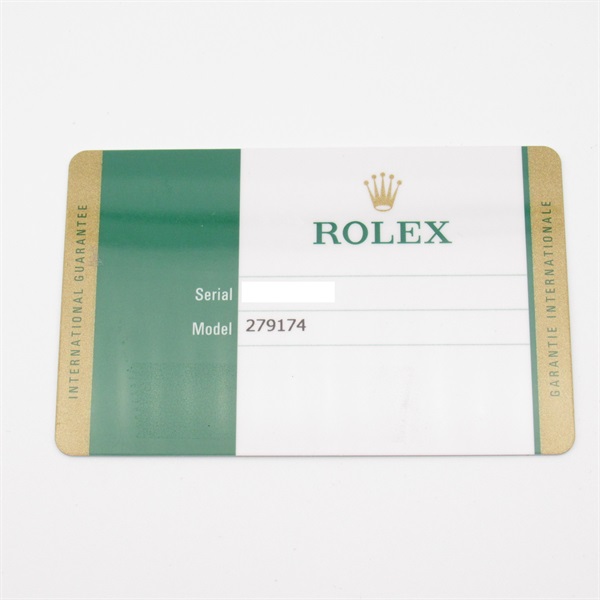 INTERNATIONAL GUARANTEE
ROLEX
Serial
Model 279174
GARANTIE INTERNATIONALE